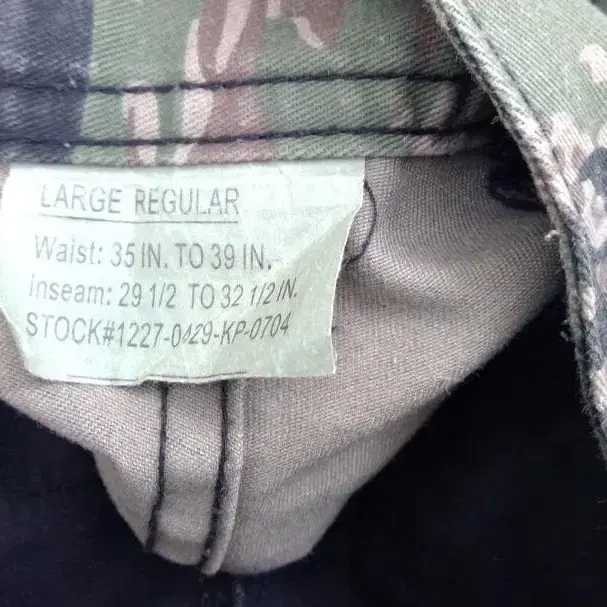 LARGE REGULAR
Waist: 35 IN. TO 39 IN.
Inseam: 29 1/2 TO 32 1/2 IN.
STOCK#1227-0429-KP-0704